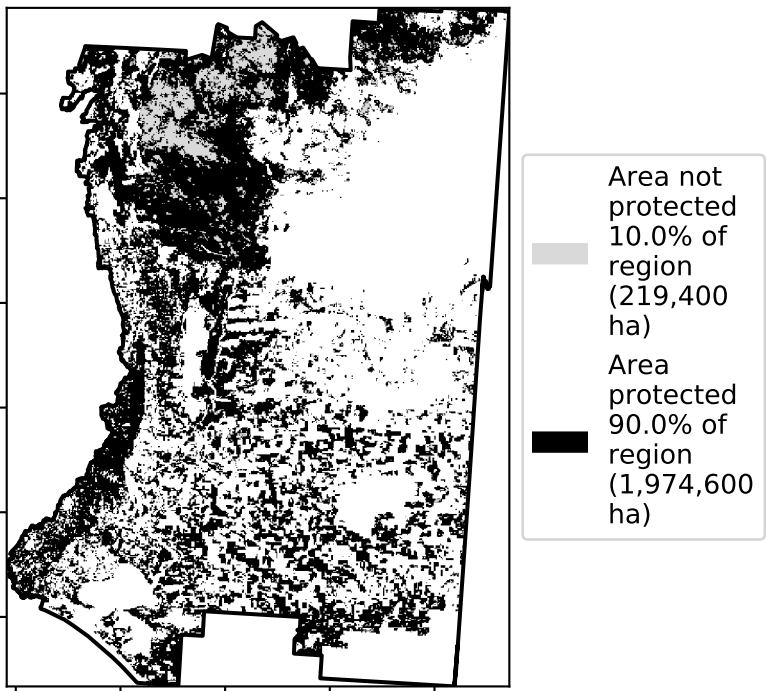 Area not
protected
10.0% of
region
(219,400
ha)
Area
protected
90.0% of
region
(1,974,600
ha)